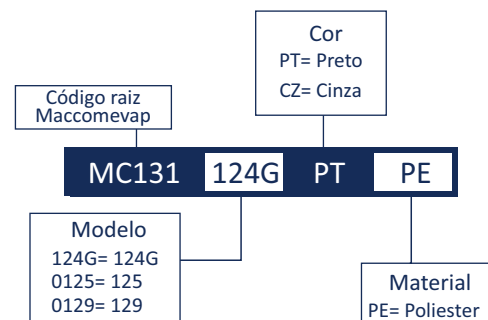 Cor
PT= Preto
CZ= Cinza
Código raiz
Maccomevap
MC131 124G PT PE
Modelo
124G= 124G
0125= 125
0129= 129
Material
PE= Poliester